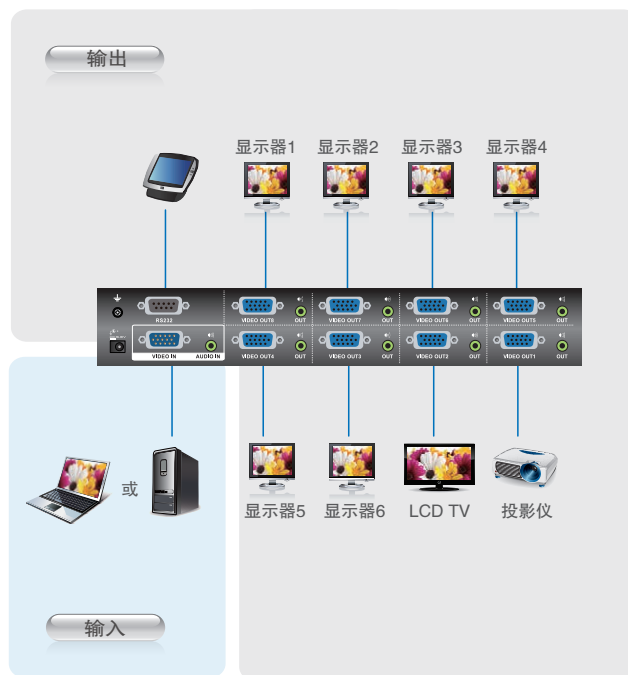 输出
显示器1 显示器2 显示器3 显示器4
RS232 VIDEO OUT8 OUT VIDEO OUT7 OUT VIDEO OUT6 OUT VIDEO OUT5 OUT
VIDEO IN AUDIO IN VIDEO OUT4 OUT VIDEO OUT3 OUT VIDEO OUT2 OUT VIDEO OUT1 OUT
或
显示器5 显示器6 LCD TV 投影仪
输入